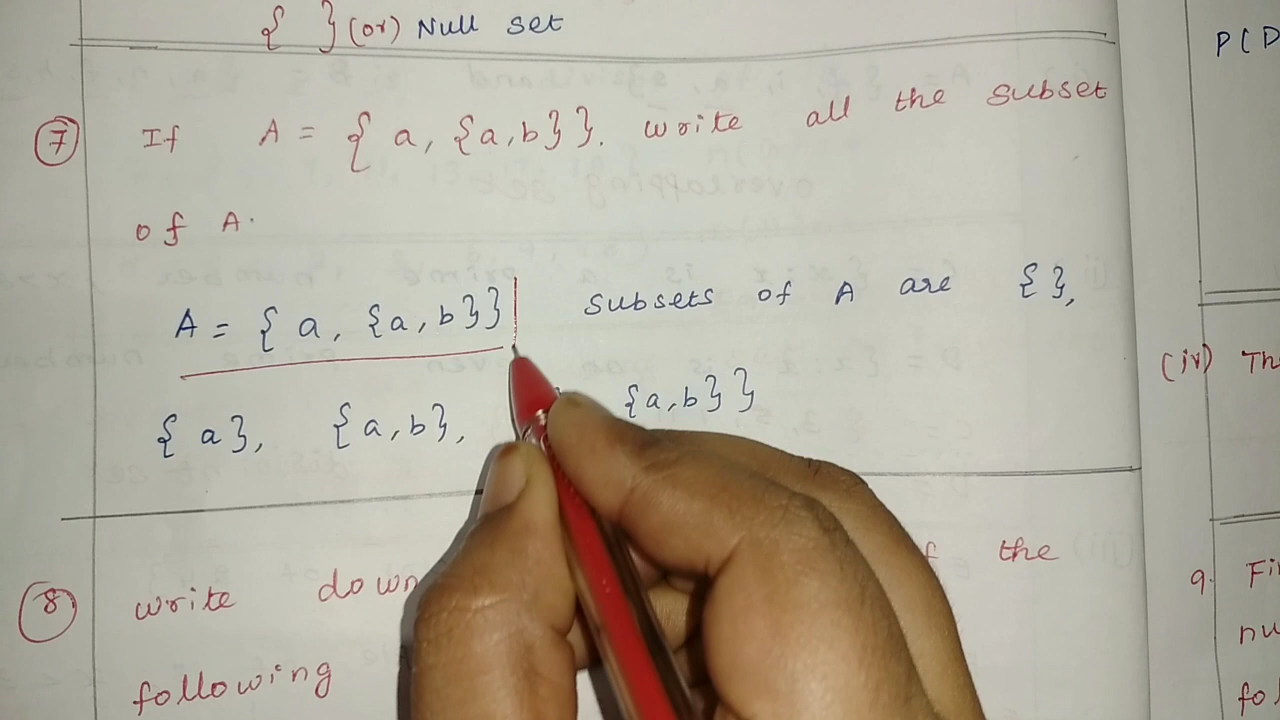 { } (or) Null set
P(D
7 If A = { a, {a,b}}. write all the subset
of A.
A = { a, {a, b}} Subsets of A are { },
{ a}, { a, b}, {a, b} }
(iv) Th
8 write down f the
following
9. Fi
nu
fol